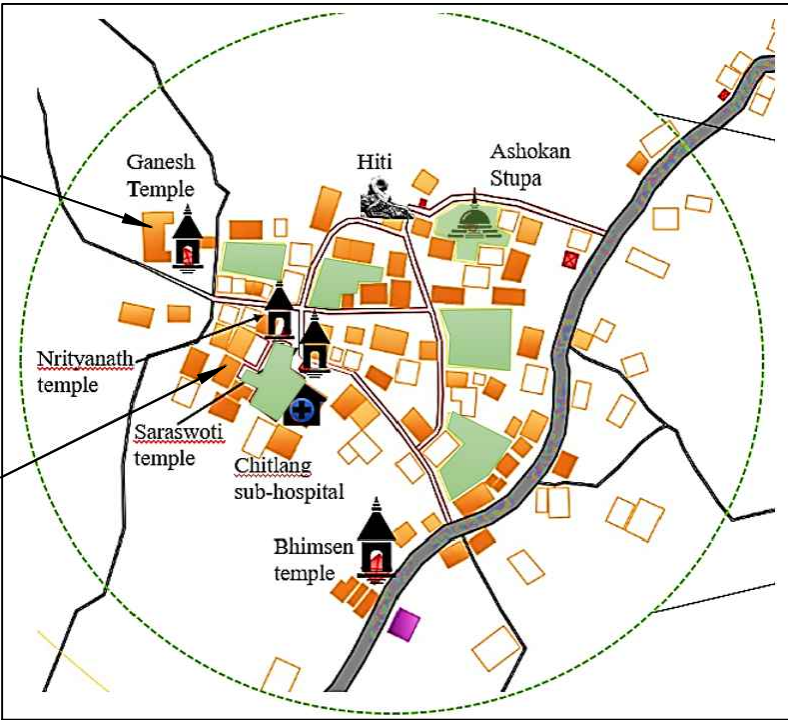 Ganesh
Temple
Hiti
Ashokan
Stupa
Nrityanath
temple
Saraswoti
temple
Chitlang
sub-hospital
Bhimsen
temple